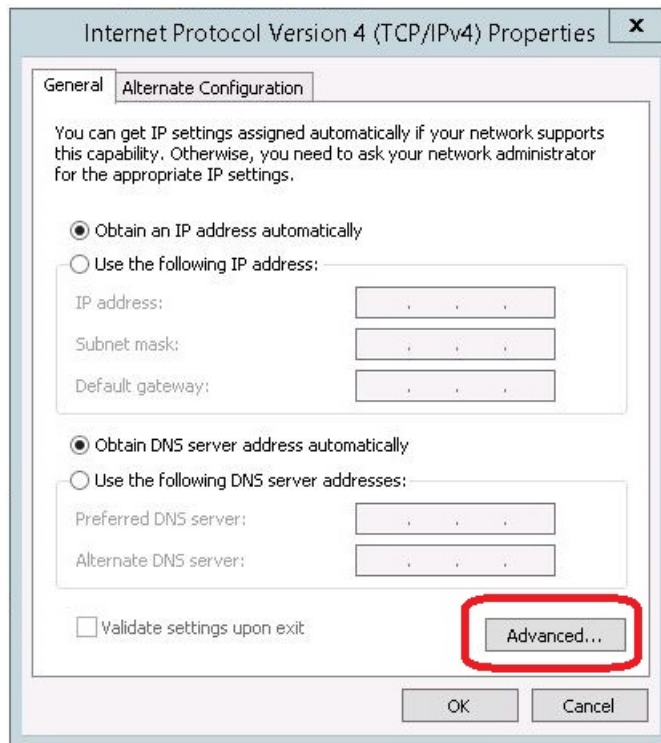 Internet Protocol Version 4 (TCP/IPv4) Properties
x
General
Alternate Configuration
You can get IP settings assigned automatically if your network supports
this capability. Otherwise, you need to ask your network administrator
for the appropriate IP settings.
Obtain an IP address automatically
Use the following IP address:
IP address:
Subnet mask:
Default gateway:
Obtain DNS server address automatically
Use the following DNS server addresses:
Preferred DNS server:
Alternate DNS server:
Validate settings upon exit
Advanced...
OK
Cancel